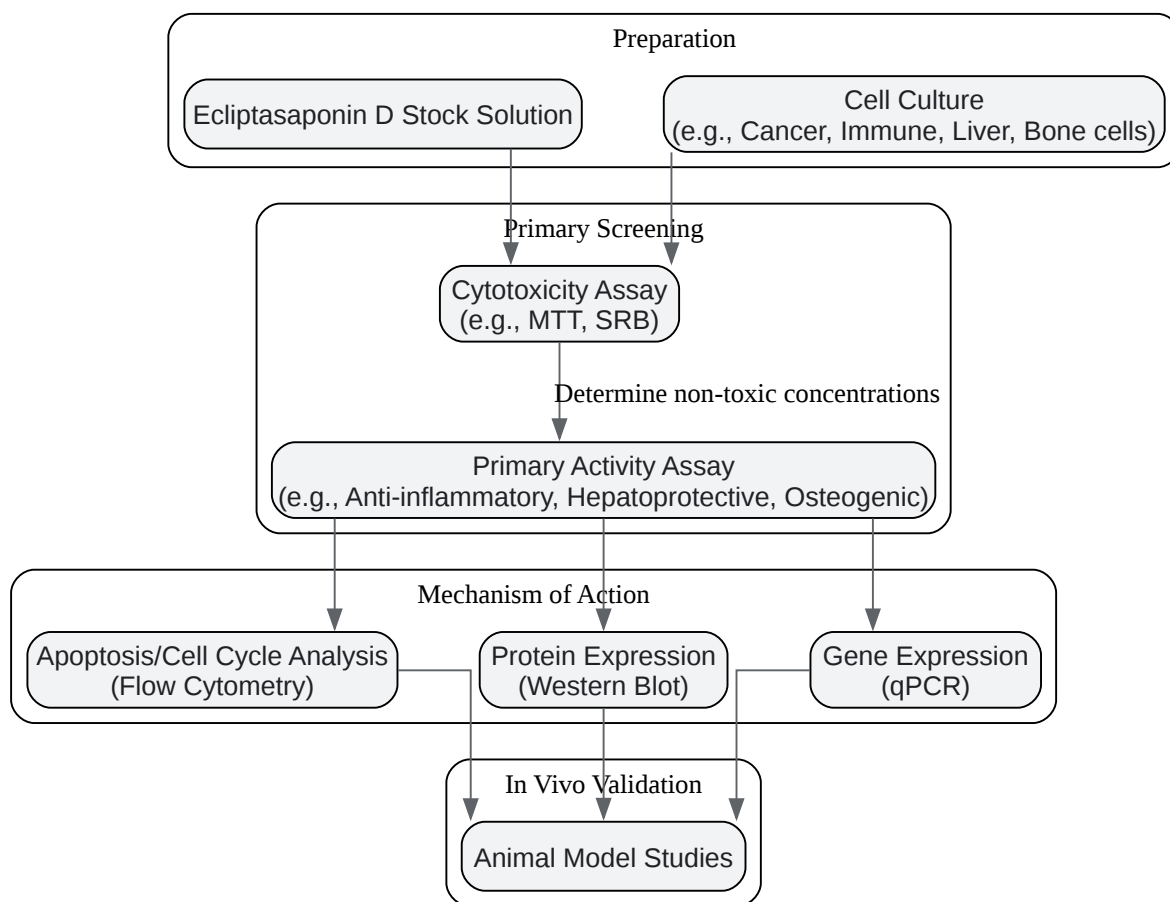 Preparation
Ecliptasaponin D Stock Solution
Cell Culture
(e.g., Cancer, Immune, Liver, Bone cells)
Primary Screening
Cytotoxicity Assay
(e.g., MTT, SRB)
Determine non-toxic concentrations
Primary Activity Assay
(e.g., Anti-inflammatory, Hepatoprotective, Osteogenic)
Mechanism of Action
Apoptosis/Cell Cycle Analysis
(Flow Cytometry)
Protein Expression
(Western Blot)
Gene Expression
(qPCR)
In Vivo Validation
Animal Model Studies